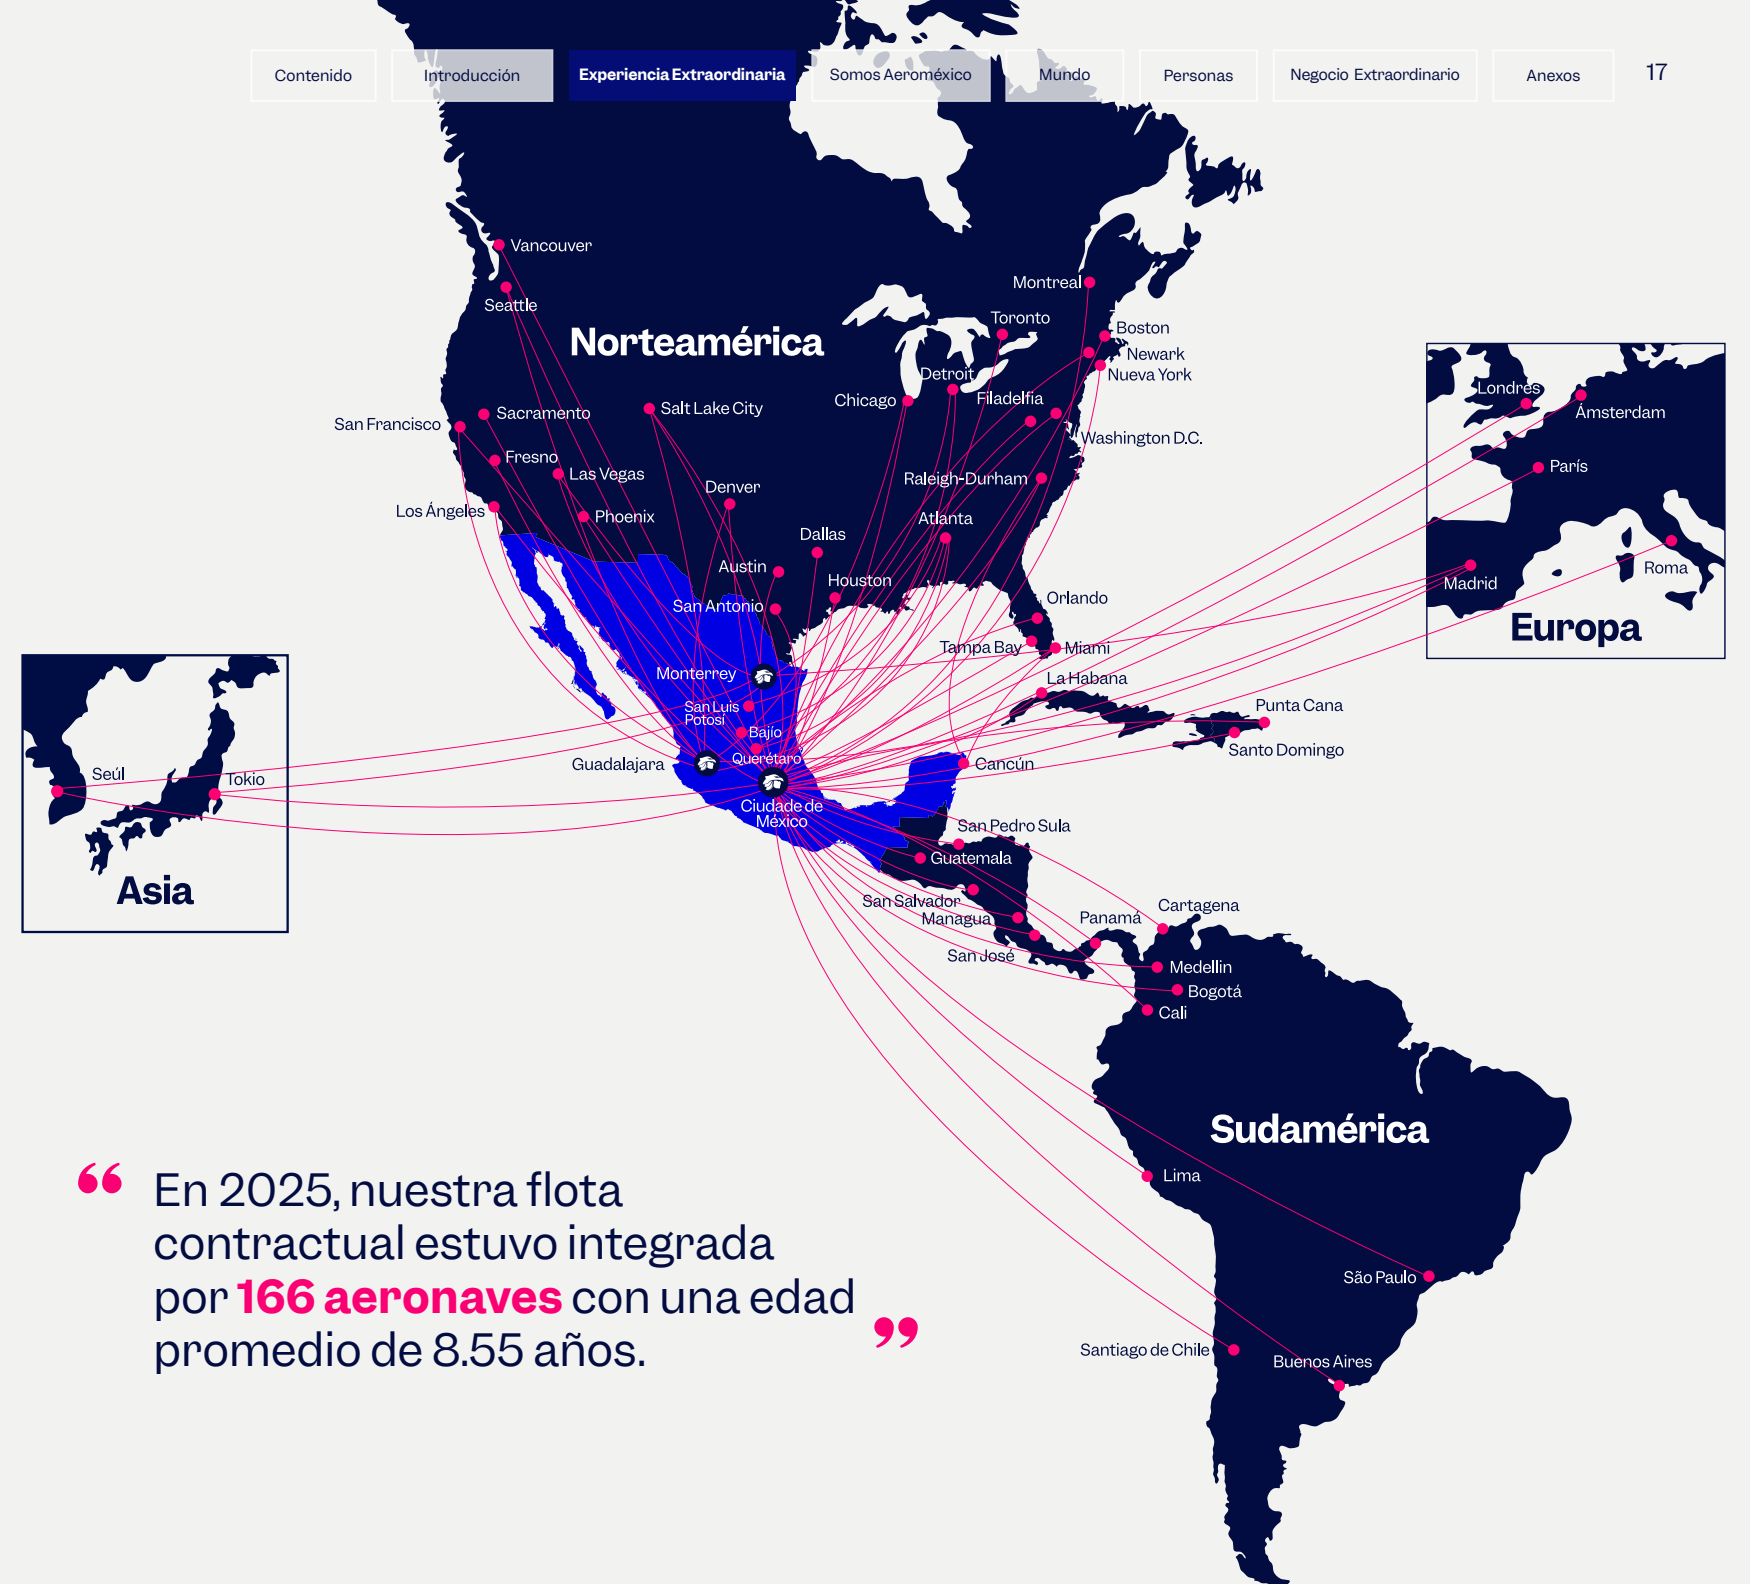 Contenido
Introducción
Experiencia Extraordinaria
Somos Aeroméxico
Mundo
Personas
Negocio Extraordinario
Anexos
17
Norteamérica
Vancouver
Seattle
Montreal
Toronto
Boston
Newark
Nueva York
Detroit
Chicago
Filadelfia
Washington D.C.
Salt Lake City
Sacramento
San Francisco
Fresno
Las Vegas
Los Ángeles
Phoenix
Denver
Raleigh-Durham
Atlanta
Dallas
Austin
Houston
San Antonio
Orlando
Tampa Bay
Miami
Monterrey
La Habana
San Luis
Potosí
Bajío
Querétaro
Guadalajara
Ciudade de
México
Cancún
Punta Cana
Santo Domingo
San Pedro Sula
Guatemala
San Salvador
Managua
San José
Panamá
Cartagena
Medellin
Bogotá
Cali
Europa
Londres
Ámsterdam
París
Madrid
Roma
Asia
Seúl
Tokio
Sudamérica
Lima
São Paulo
Santiago de Chile
Buenos Aires
“ En 2025, nuestra flota
contractual estuvo integrada
por 166 aeronaves con una edad
promedio de 8.55 años. ”